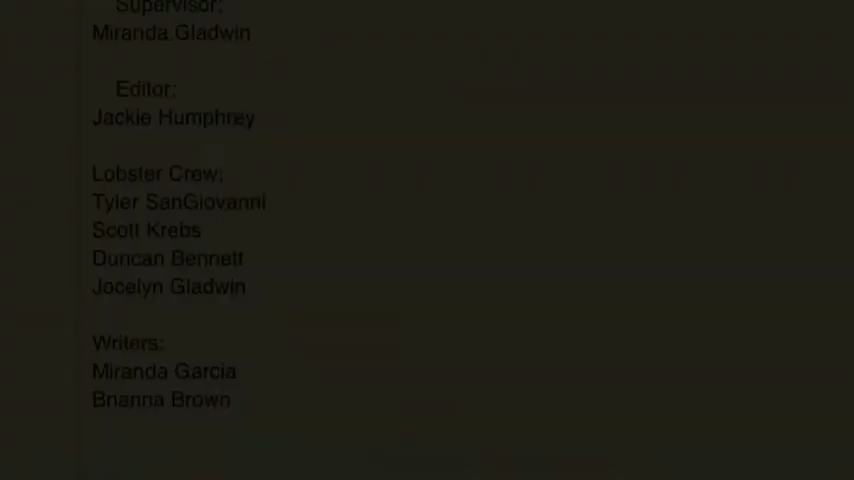 Supervisor:
Miranda Gladwin
Editor:
Jackie Humphrey
Lobster Crew:
Tyler SanGiovanni
Scott Krebs
Duncan Bennett
Jocelyn Gladwin
Writers:
Miranda Garcia
Brianna Brown